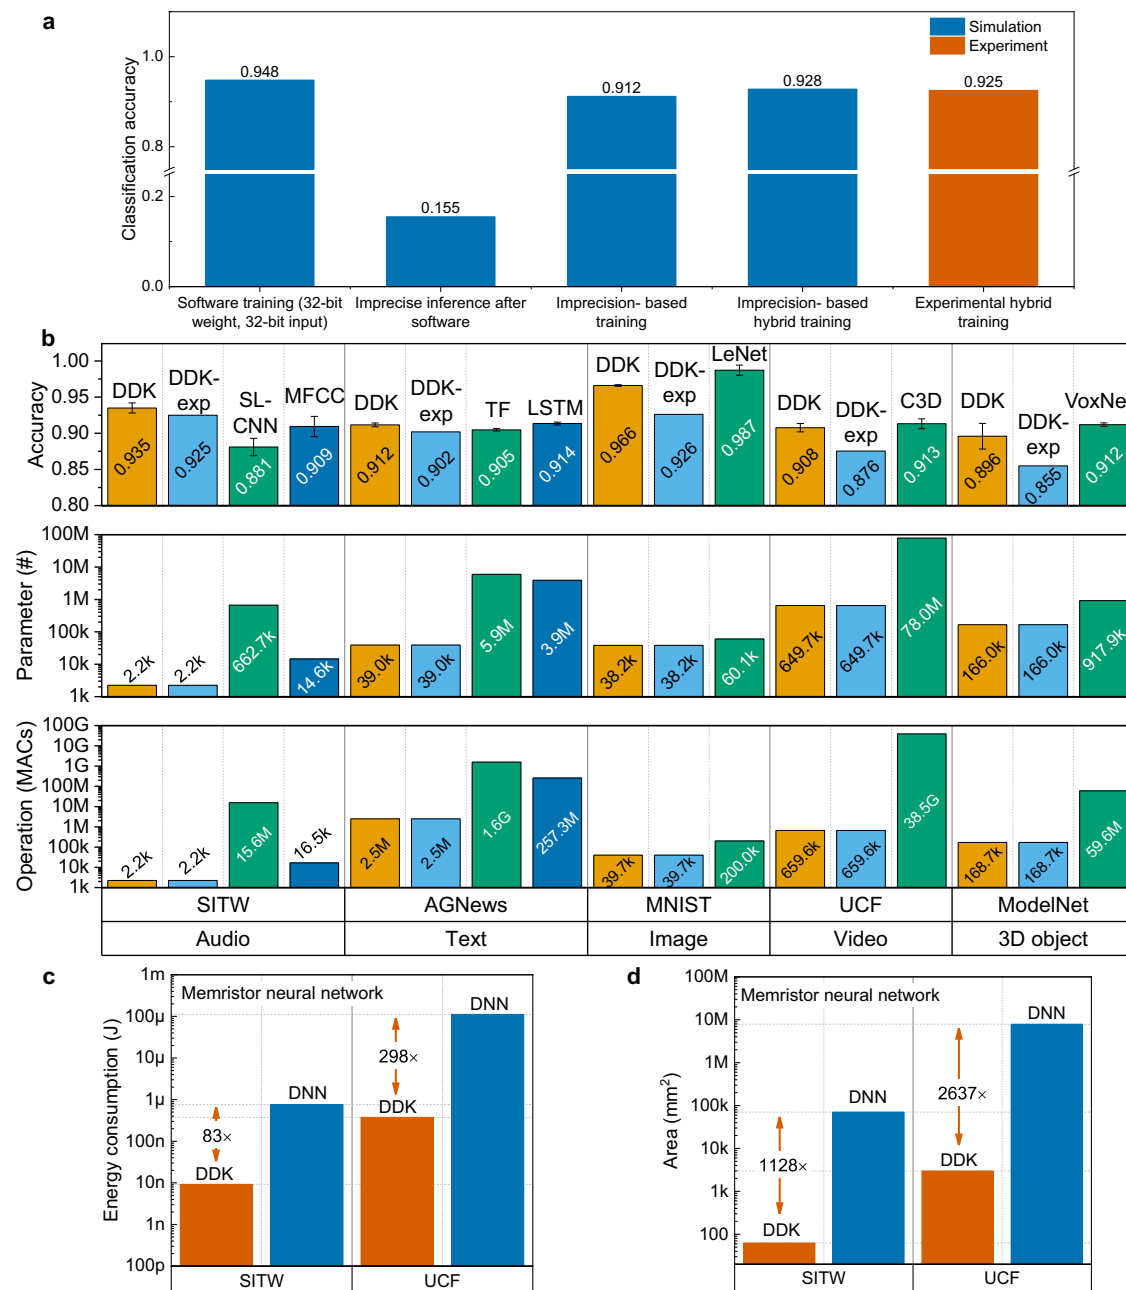 a
Simulation
Experiment
Classification accuracy
1.0
0.8
0.2
0.0
0.948
0.155
0.912
0.928
0.925
Software training (32-bit
weight, 32-bit input)
Imprecise inference after
software
Imprecision- based
training
Imprecision- based
hybrid training
Experimental hybrid
training
b
Accuracy
1.00
0.95
0.90
0.85
0.80
DDK
DDK-
exp
SL-
CNN
MFCC
DDK
DDK-
exp
TF
LSTM
DDK
DDK-
exp
LeNet
DDK
DDK-
exp
C3D
DDK
DDK-
exp
VoxNet
0.935
0.925
0.881
0.909
0.912
0.902
0.905
0.914
0.966
0.926
0.987
0.908
0.876
0.913
0.896
0.855
0.912
Parameter (#)
100M
10M
1M
100k
10k
1k
2.2k
2.2k
662.7k
14.6k
39.0k
39.0k
5.9M
3.9M
38.2k
38.2k
60.1k
649.7k
649.7k
78.0M
166.0k
166.0k
917.9k
Operation (MACs)
100G
10G
1G
100M
10M
1M
100k
10k
1k
2.2k
2.2k
15.6M
16.5k
2.5M
2.5M
1.6G
257.3M
39.7k
39.7k
200.0k
659.6k
659.6k
38.5G
168.7k
168.7k
59.6M
SITW
AGNews
MNIST
UCF
ModelNet
Audio
Text
Image
Video
3D object
c
Memristor neural network
Energy consumption (J)
1m
100μ
10μ
1μ
100n
10n
1n
100p
DDK
83×
DNN
DDK
298×
DNN
SITW
UCF
d
Memristor neural network
Area (mm²)
100M
10M
1M
100k
10k
1k
100
DDK
1128×
DNN
DDK
2637×
DNN
SITW
UCF